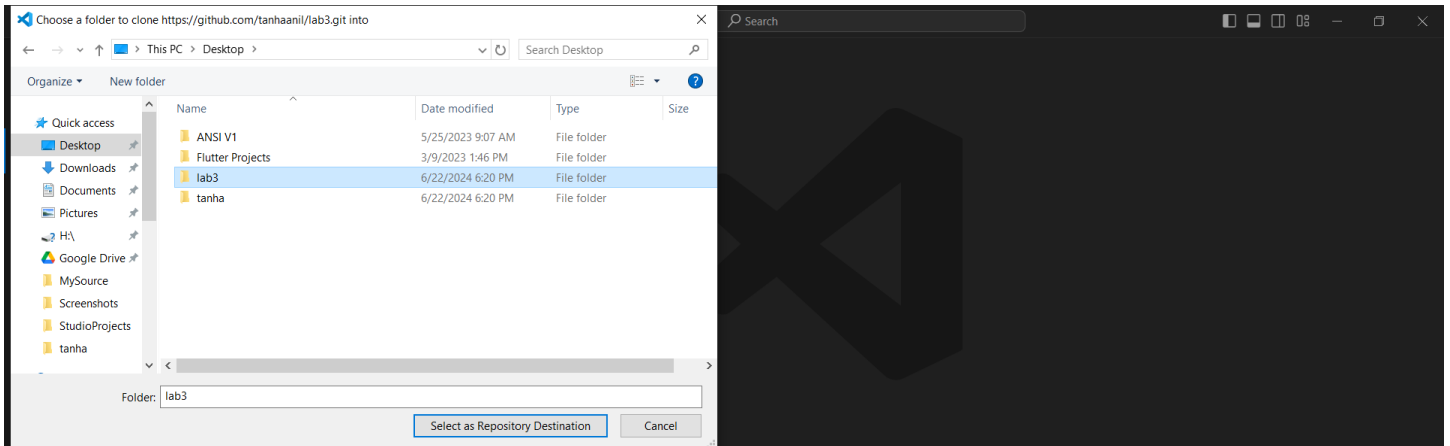 Choose a folder to clone https://github.com/tanhaanil/lab3.git into
Search
This PC > Desktop >
Search Desktop
Organize
New folder
Name
Date modified
Type
Size
Quick access
Desktop
Downloads
Documents
Pictures
H:\
Google Drive
MySource
Screenshots
StudioProjects
tanha
ANSI V1 5/25/2023 9:07 AM File folder
Flutter Projects 3/9/2023 1:46 PM File folder
lab3 6/22/2024 6:20 PM File folder
tanha 6/22/2024 6:20 PM File folder
Folder: lab3
Select as Repository Destination
Cancel